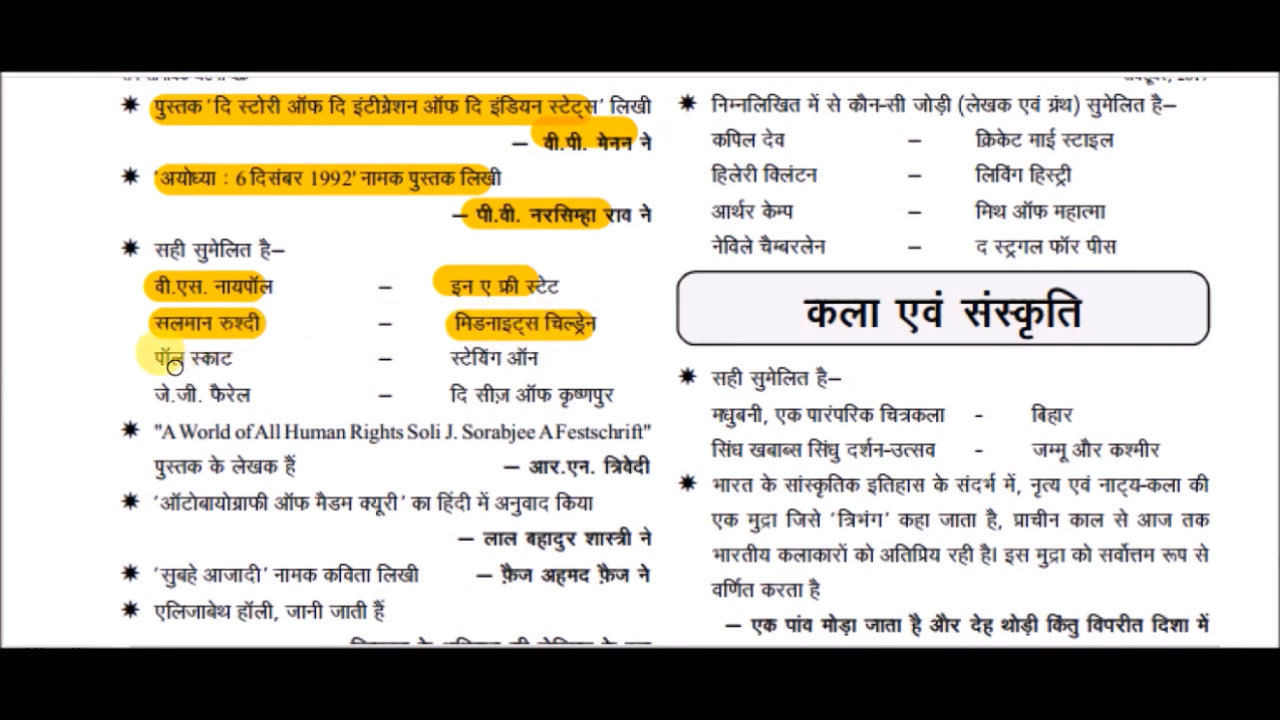 ✷ पुस्तक 'दि स्टोरी ऑफ दि इंटीग्रेशन ऑफ दि इंडियन स्टेट्स' लिखी
– वी.पी. मेनन ने
✷ 'अयोध्या : 6 दिसंबर 1992' नामक पुस्तक लिखी
– पी.वी. नरसिम्हा राव ने
✷ सही सुमेलित है–
वी.एस. नायपॉल – इन ए फ्री स्टेट
सलमान रुश्दी – मिडनाइट्स चिल्ड्रेन
पॉल स्काट – स्टेयिंग ऑन
जे.जी. फैरेल – दि सीज़ ऑफ कृष्णपुर
✷ "A World of All Human Rights Soli J. Sorabjee A Festschrift"
पुस्तक के लेखक हैं – आर.एन. त्रिवेदी
✷ 'ऑटोबायोग्राफी ऑफ मैडम क्यूरी' का हिंदी में अनुवाद किया
– लाल बहादुर शास्त्री ने
✷ 'सुबहे आजादी' नामक कविता लिखी – फ़ैज अहमद फ़ैज ने
✷ एलिजाबेथ हॉली, जानी जाती हैं
✷ निम्नलिखित में से कौन-सी जोड़ी (लेखक एवं ग्रंथ) सुमेलित है–
कपिल देव – क्रिकेट माई स्टाइल
हिलेरी क्लिंटन – लिविंग हिस्ट्री
आर्थर केम्प – मिथ ऑफ महात्मा
नेविले चैम्बरलेन – द स्ट्रगल फॉर पीस
कला एवं संस्कृति
✷ सही सुमेलित है–
मधुबनी, एक पारंपरिक चित्रकला - बिहार
सिंध खबाब्स सिंधु दर्शन-उत्सव - जम्मू और कश्मीर
✷ भारत के सांस्कृतिक इतिहास के संदर्भ में, नृत्य एवं नाट्य-कला की
एक मुद्रा जिसे 'त्रिभंग' कहा जाता है, प्राचीन काल से आज तक
भारतीय कलाकारों को अतिप्रिय रही है। इस मुद्रा को सर्वोत्तम रूप से
वर्णित करता है
– एक पांव मोड़ा जाता है और देह थोड़ी किंतु विपरीत दिशा में